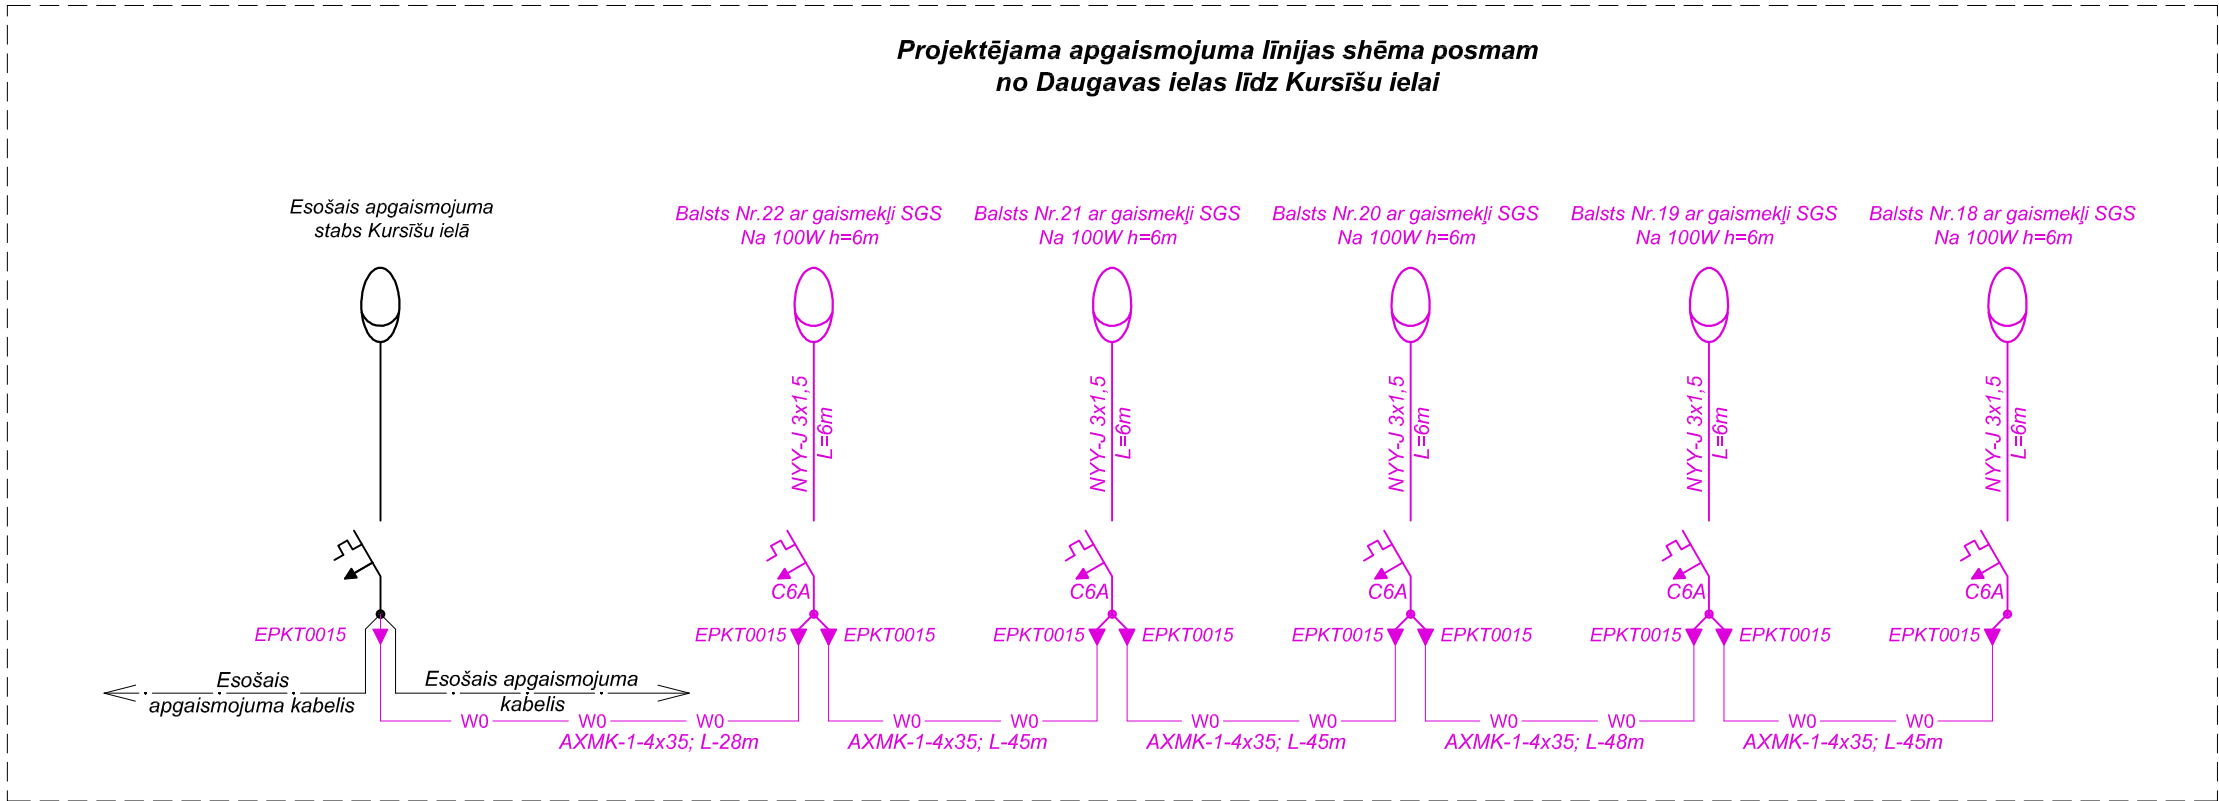 Projektējama apgaismojuma līnijas shēma posmam
no Daugavas ielas līdz Kursīšu ielai
Esošais apgaismojuma
stabs Kursīšu ielā
Balsts Nr.22 ar gaismekļi SGS
Na 100W h=6m
Balsts Nr.21 ar gaismekļi SGS
Na 100W h=6m
Balsts Nr.20 ar gaismekļi SGS
Na 100W h=6m
Balsts Nr.19 ar gaismekļi SGS
Na 100W h=6m
Balsts Nr.18 ar gaismekļi SGS
Na 100W h=6m
NYY-J 3x1,5
L=6m
NYY-J 3x1,5
L=6m
NYY-J 3x1,5
L=6m
NYY-J 3x1,5
L=6m
NYY-J 3x1,5
L=6m
C6A
C6A
C6A
C6A
C6A
EPKT0015
EPKT0015
EPKT0015
EPKT0015
EPKT0015
EPKT0015
EPKT0015
EPKT0015
EPKT0015
EPKT0015
Esošais
apgaismojuma kabelis
Esošais apgaismojuma
kabelis
W0 W0 W0
W0 W0
W0 W0
W0 W0
W0 W0
AXMK-1-4x35; L-28m
AXMK-1-4x35; L-45m
AXMK-1-4x35; L-45m
AXMK-1-4x35; L-48m
AXMK-1-4x35; L-45m